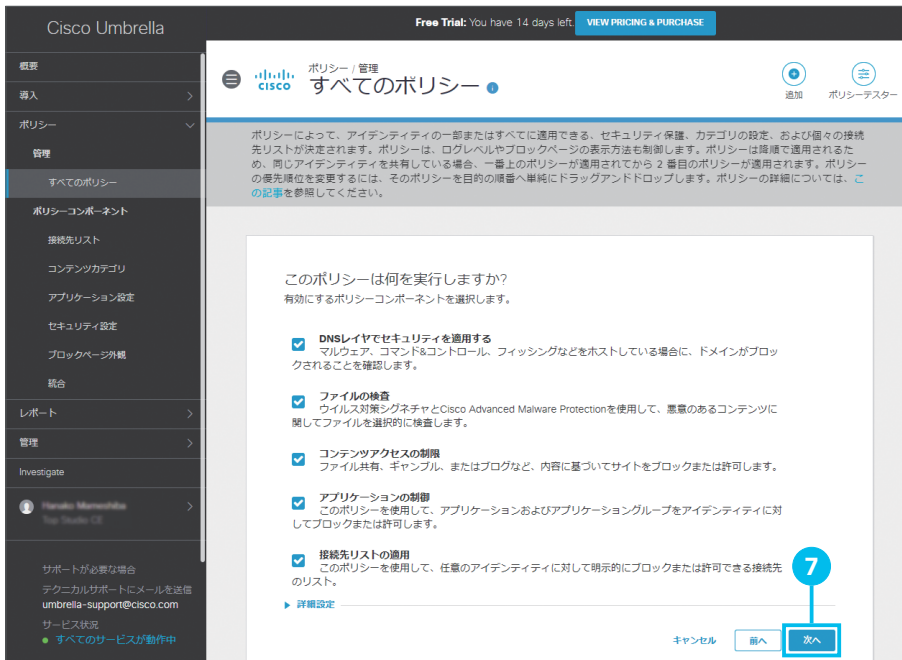 Cisco Umbrella
Free Trial: You have 14 days left.
VIEW PRICING & PURCHASE
概要
導入
ポリシー
管理
すべてのポリシー
ポリシーコンポーネント
接続先リスト
コンテンツカテゴリ
アプリケーション設定
セキュリティ設定
ブロックページ外観
統合
レポート
管理
Investigate
サポートが必要な場合
テクニカルサポートにメールを送信
umbrella-support@cisco.com
サービス状況
すべてのサービスが動作中
cisco
ポリシー / 管理
すべてのポリシー
追加
ポリシーテスター
ポリシーによって、アイデンティティの一部またはすべてに適用できる、セキュリティ保護、カテゴリの設定、および個々の接続
先リストが決定されます。ポリシーは、ログレベルやブロックページの表示方法も制御します。ポリシーは降順で適用されるた
め、同じアイデンティティを共有している場合、一番上のポリシーが適用されてから 2 番目のポリシーが適用されます。ポリシー
の優先順位を変更するには、そのポリシーを目的の順番へ単純にドラッグアンドドロップします。ポリシーの詳細については、こ
の記事を参照してください。
このポリシーは何を実行しますか?
有効にするポリシーコンポーネントを選択します。
DNSレイヤでセキュリティを適用する
マルウェア、コマンド&コントロール、フィッシングなどをホストしている場合に、ドメインがブロッ
クされることを確認します。
ファイルの検査
ウイルス対策シグネチャとCisco Advanced Malware Protectionを使用して、悪意のあるコンテンツに
関してファイルを選択的に検査します。
コンテンツアクセスの制限
ファイル共有、ギャンブル、またはブログなど、内容に基づいてサイトをブロックまたは許可します。
アプリケーションの制御
このポリシーを使用して、アプリケーションおよびアプリケーショングループをアイデンティティに対
してブロックまたは許可します。
接続先リストの適用
このポリシーを使用して、任意のアイデンティティに対して明示的にブロックまたは許可できる接続先
のリスト。
詳細設定
7
キャンセル
前へ
次へ